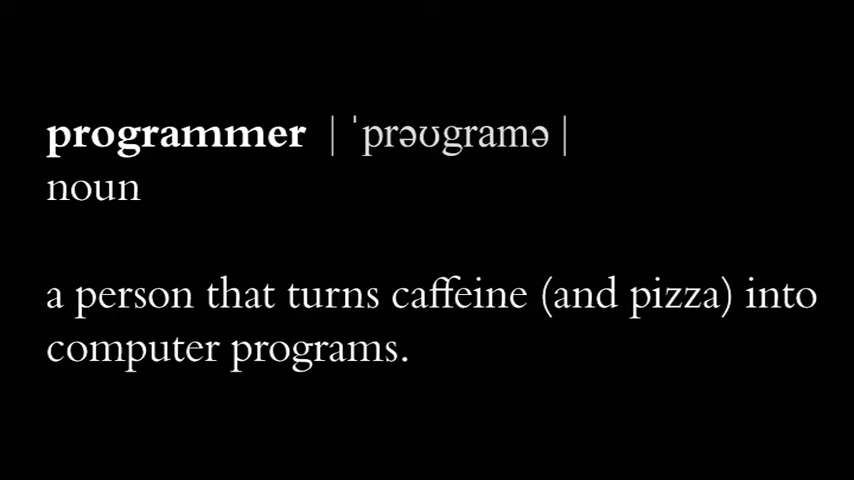 programmer | ˈprəʊgramə |
noun
a person that turns caffeine (and pizza) into
computer programs.